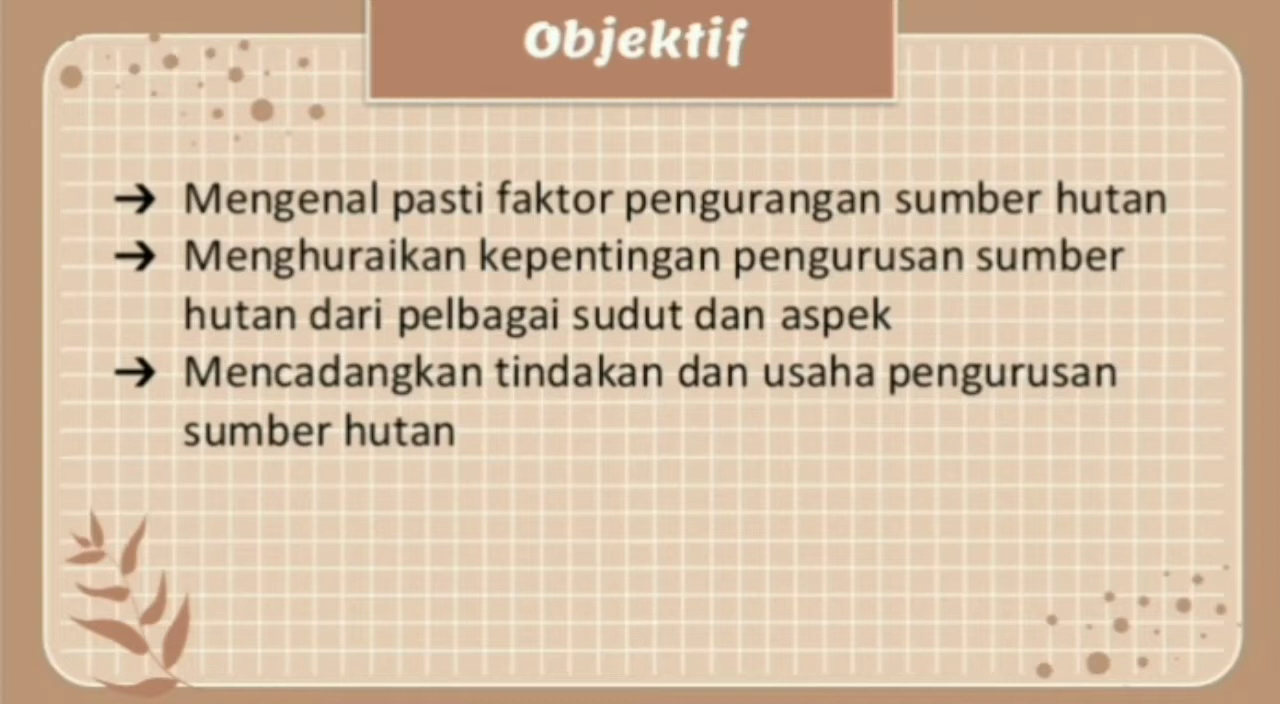 Objektif
➔ Mengenal pasti faktor pengurangan sumber hutan
➔ Menghuraikan kepentingan pengurusan sumber
hutan dari pelbagai sudut dan aspek
➔ Mencadangkan tindakan dan usaha pengurusan
sumber hutan